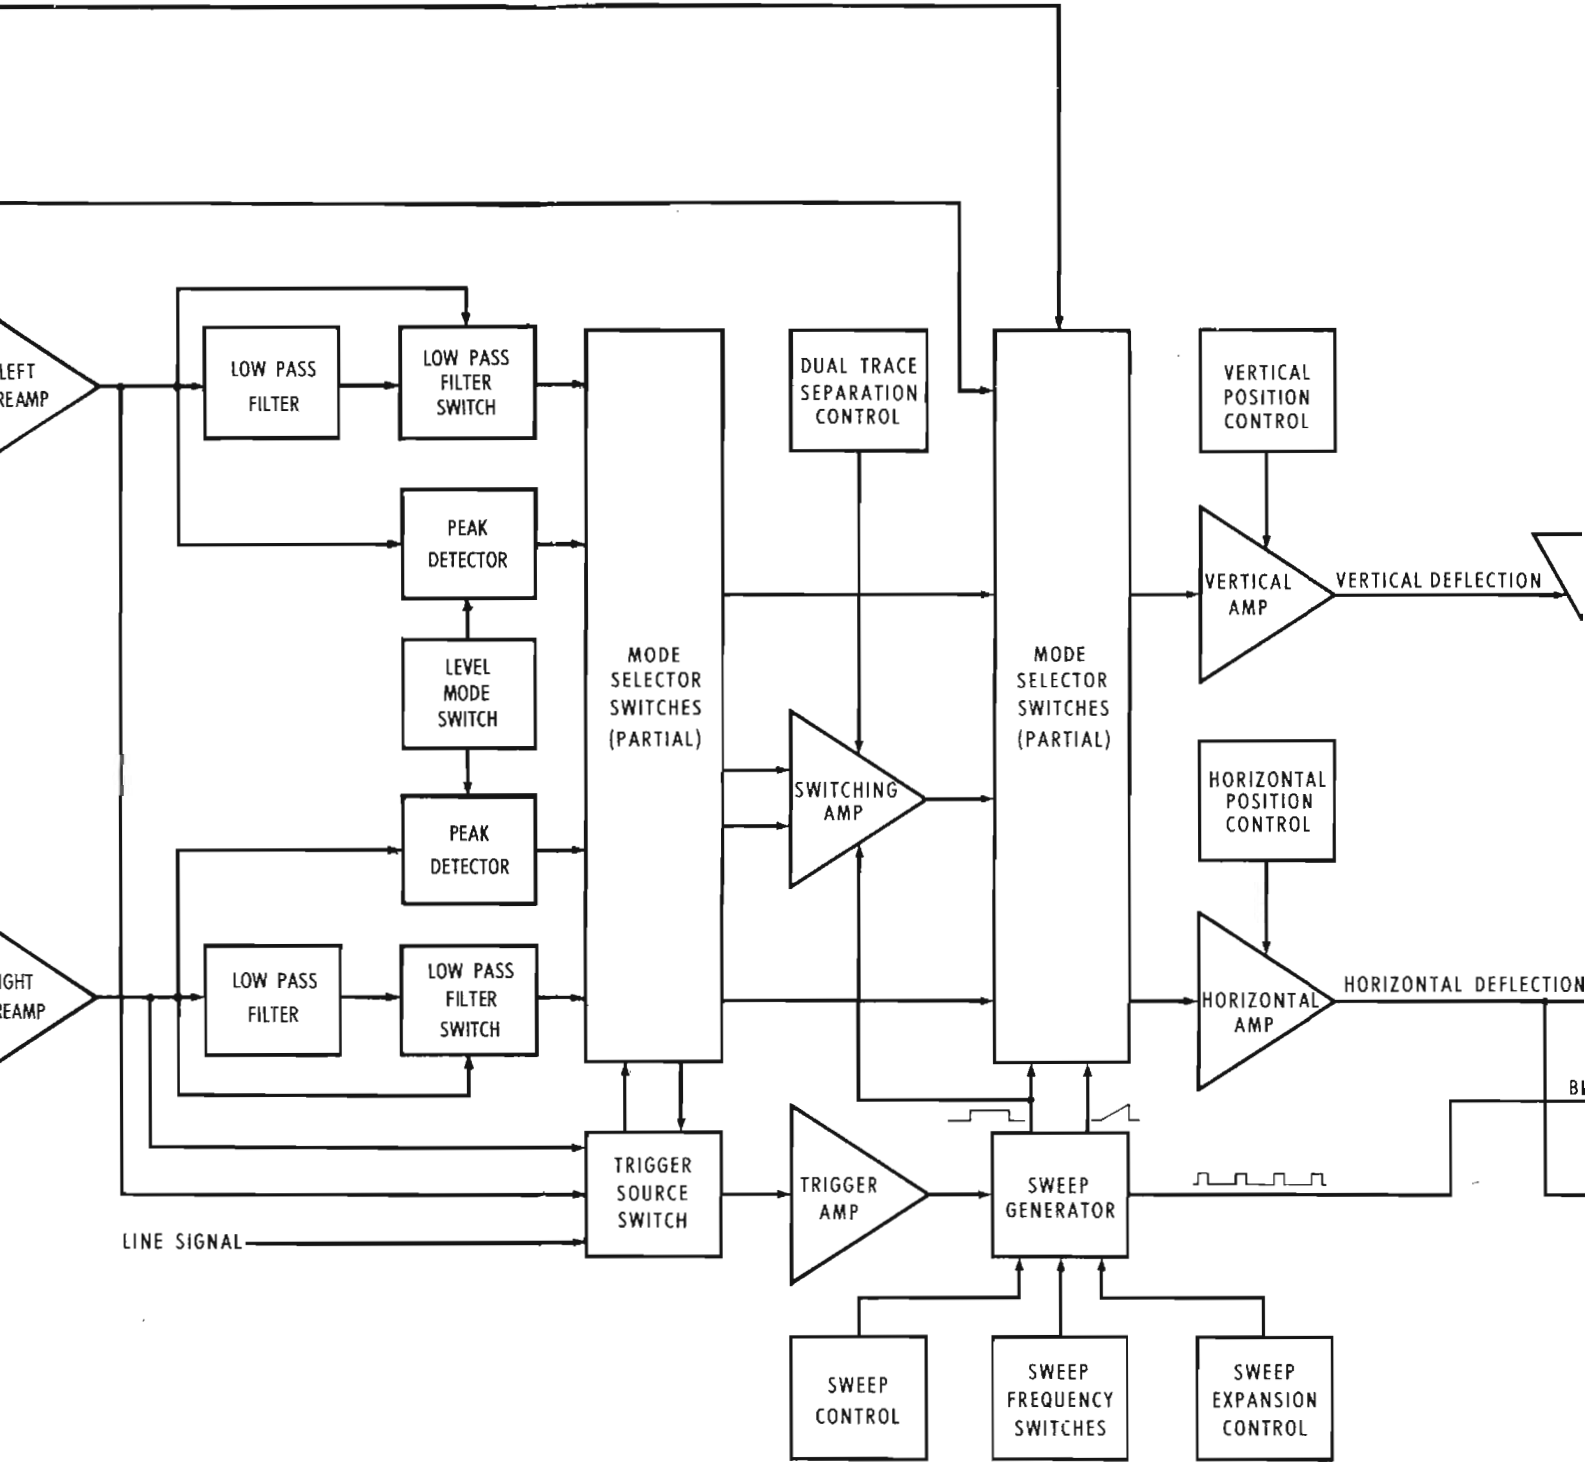 LEFT
REAMP
LOW PASS
FILTER
LOW PASS
FILTER
SWITCH
PEAK
DETECTOR
LEVEL
MODE
SWITCH
PEAK
DETECTOR
IGHT
REAMP
LOW PASS
FILTER
LOW PASS
FILTER
SWITCH
MODE
SELECTOR
SWITCHES
(PARTIAL)
DUAL TRACE
SEPARATION
CONTROL
SWITCHING
AMP
MODE
SELECTOR
SWITCHES
(PARTIAL)
VERTICAL
POSITION
CONTROL
VERTICAL
AMP
VERTICAL DEFLECTION
HORIZONTAL
POSITION
CONTROL
HORIZONTAL
AMP
HORIZONTAL DEFLECTION
LINE SIGNAL
TRIGGER
SOURCE
SWITCH
TRIGGER
AMP
SWEEP
GENERATOR
SWEEP
CONTROL
SWEEP
FREQUENCY
SWITCHES
SWEEP
EXPANSION
CONTROL